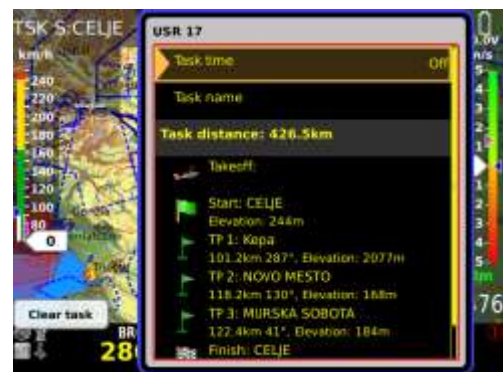 TSK S:CELJE
USR 17
km/h
Task time Off
Task name
Task distance: 426.5km
Takeoff:
Start: CELJE
Elevation: 244m
TP 1: Kepa
101.2km 287°, Elevation: 2077m
TP 2: NOVO MESTO
118.2km 130°, Elevation: 168m
TP 3: MURSKA SOBOTA
122.4km 41°, Elevation: 184m
Finish: CELJE
240
220
200
180
160
140
120
100
80
0
Clear task
BR
28
5
4
3
2
1
1
2
3
4
5
76